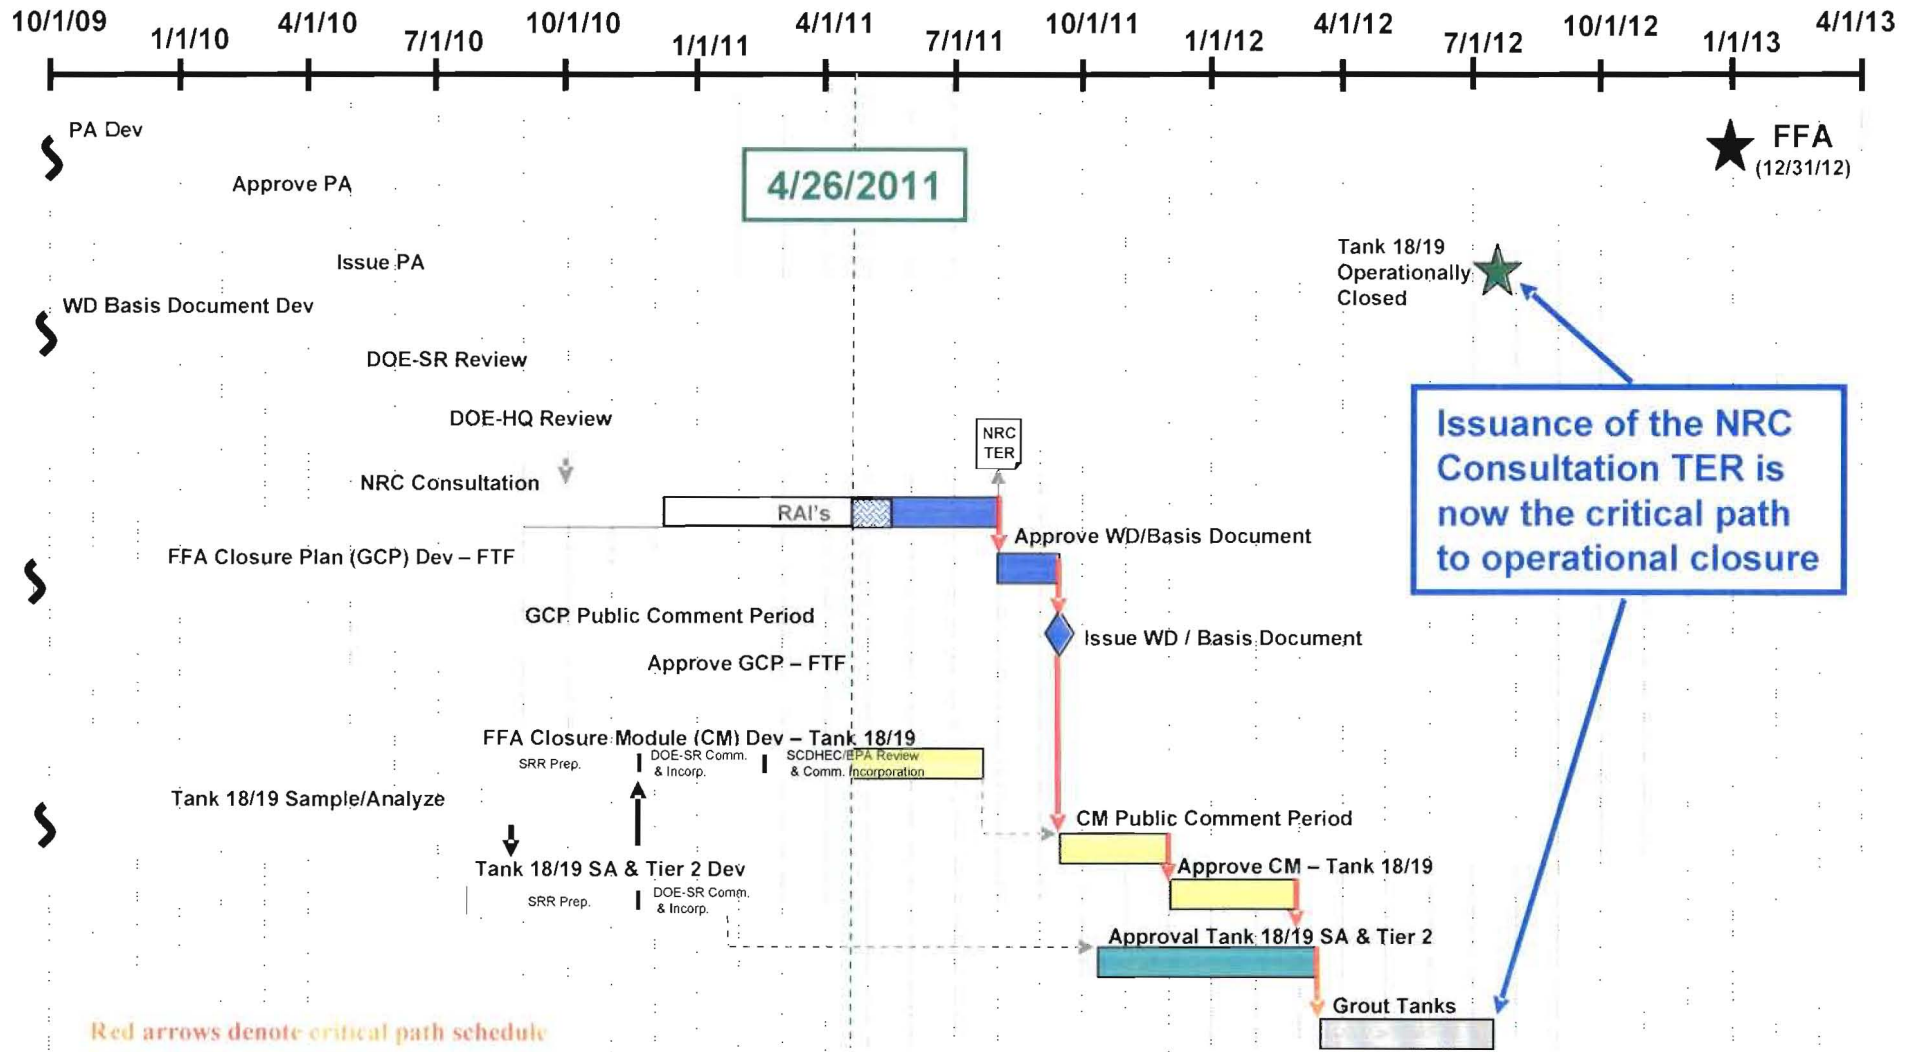 10/1/09
1/1/10
4/1/10
7/1/10
10/1/10
1/1/11
4/1/11
7/1/11
10/1/11
1/1/12
4/1/12
7/1/12
10/1/12
1/1/13
4/1/13
PA Dev
FFA
(12/31/12)
4/26/2011
Approve PA
Tank 18/19
Operationally
Closed
Issue PA
WD Basis Document Dev
DOE-SR Review
DOE-HQ Review
NRC
TER
Issuance of the NRC
Consultation TER is
now the critical path
to operational closure
NRC Consultation
RAI's
Approve WD/Basis Document
FFA Closure Plan (GCP) Dev – FTF
GCP Public Comment Period
Issue WD / Basis Document
Approve GCP – FTF
FFA Closure Module (CM) Dev – Tank 18/19
SRR Prep.
DOE-SR Comm.
& Incorp.
SCDHEC/EPA Review
& Comm. Incorporation
Tank 18/19 Sample/Analyze
CM Public Comment Period
Tank 18/19 SA & Tier 2 Dev
Approve CM – Tank 18/19
SRR Prep.
DOE-SR Comm.
& Incorp.
Approval Tank 18/19 SA & Tier 2
Grout Tanks
Red arrows denote critical path schedule